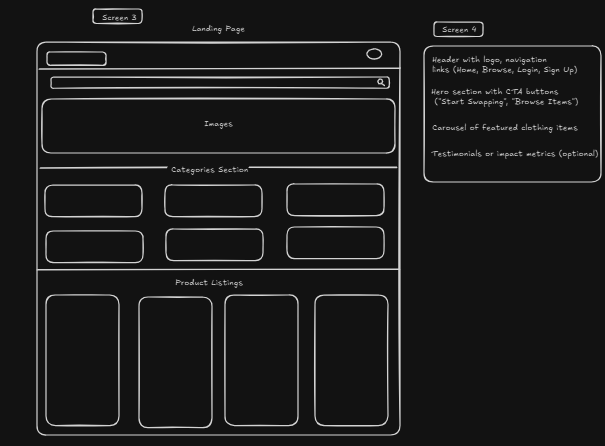 Screen 3
Landing Page
Images
Categories Section
Product Listings
Screen 4
Header with logo, navigation
links (Home, Browse, Login, Sign Up)
Hero section with CTA buttons
("Start Swapping", "Browse Items")
Carousel of featured clothing items
Testimonials or impact metrics (optional)